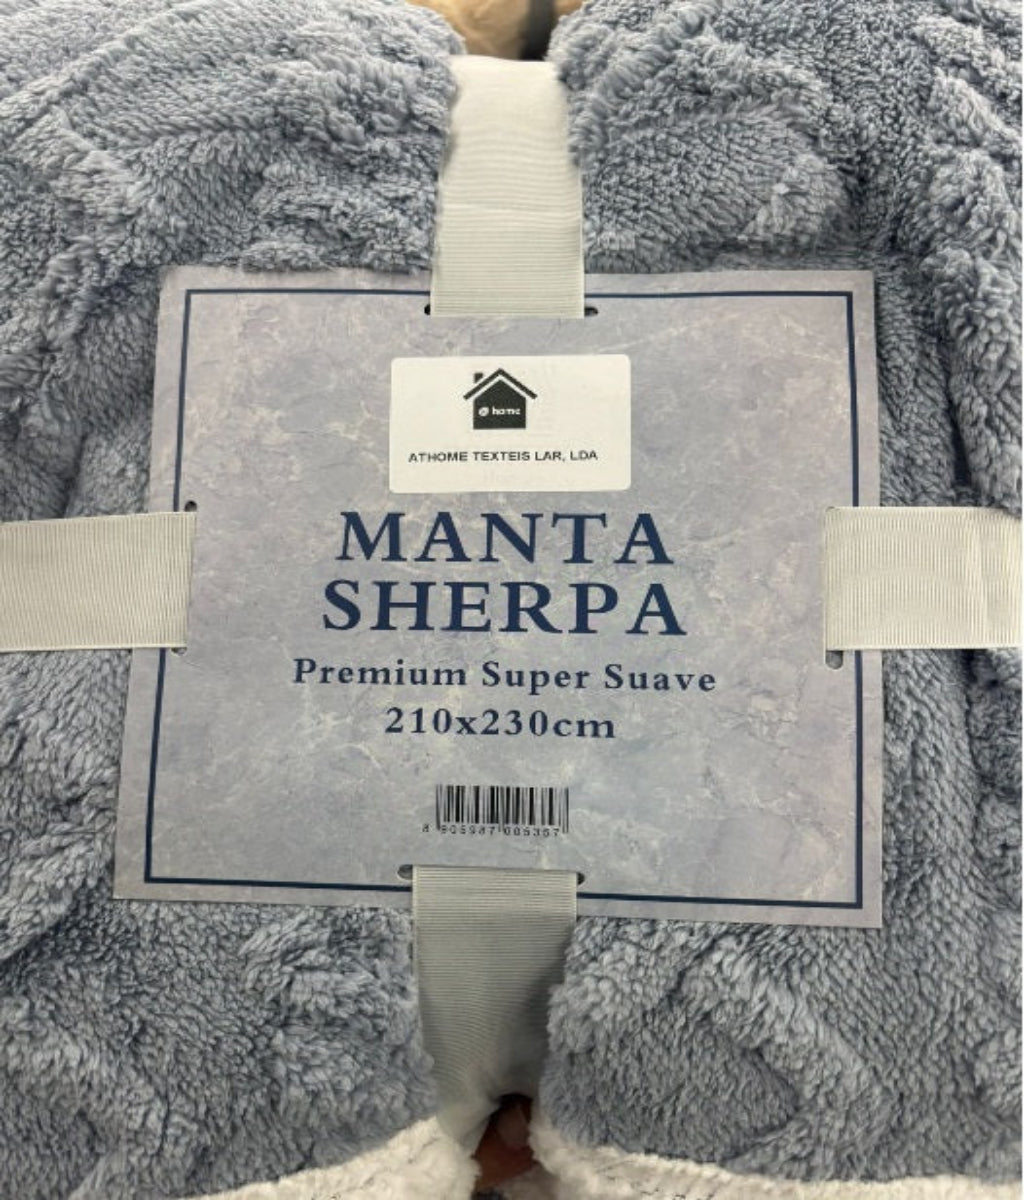 @ home
ATHOME TEXTEIS LAR, LDA
MANTA
SHERPA
Premium Super Suave
210x230cm